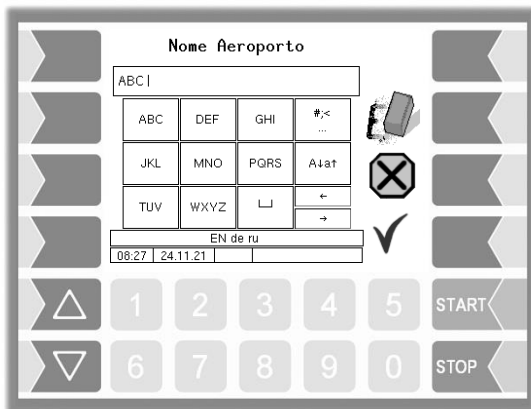 Nome Aeroporto
ABC|
ABC DEF GHI #;<
...
JKL MNO PQRS A↓a↑
TUV WXYZ ⌴ ←
→
EN de ru
08:27 24.11.21
1 2 3 4 5 START
6 7 8 9 0 STOP